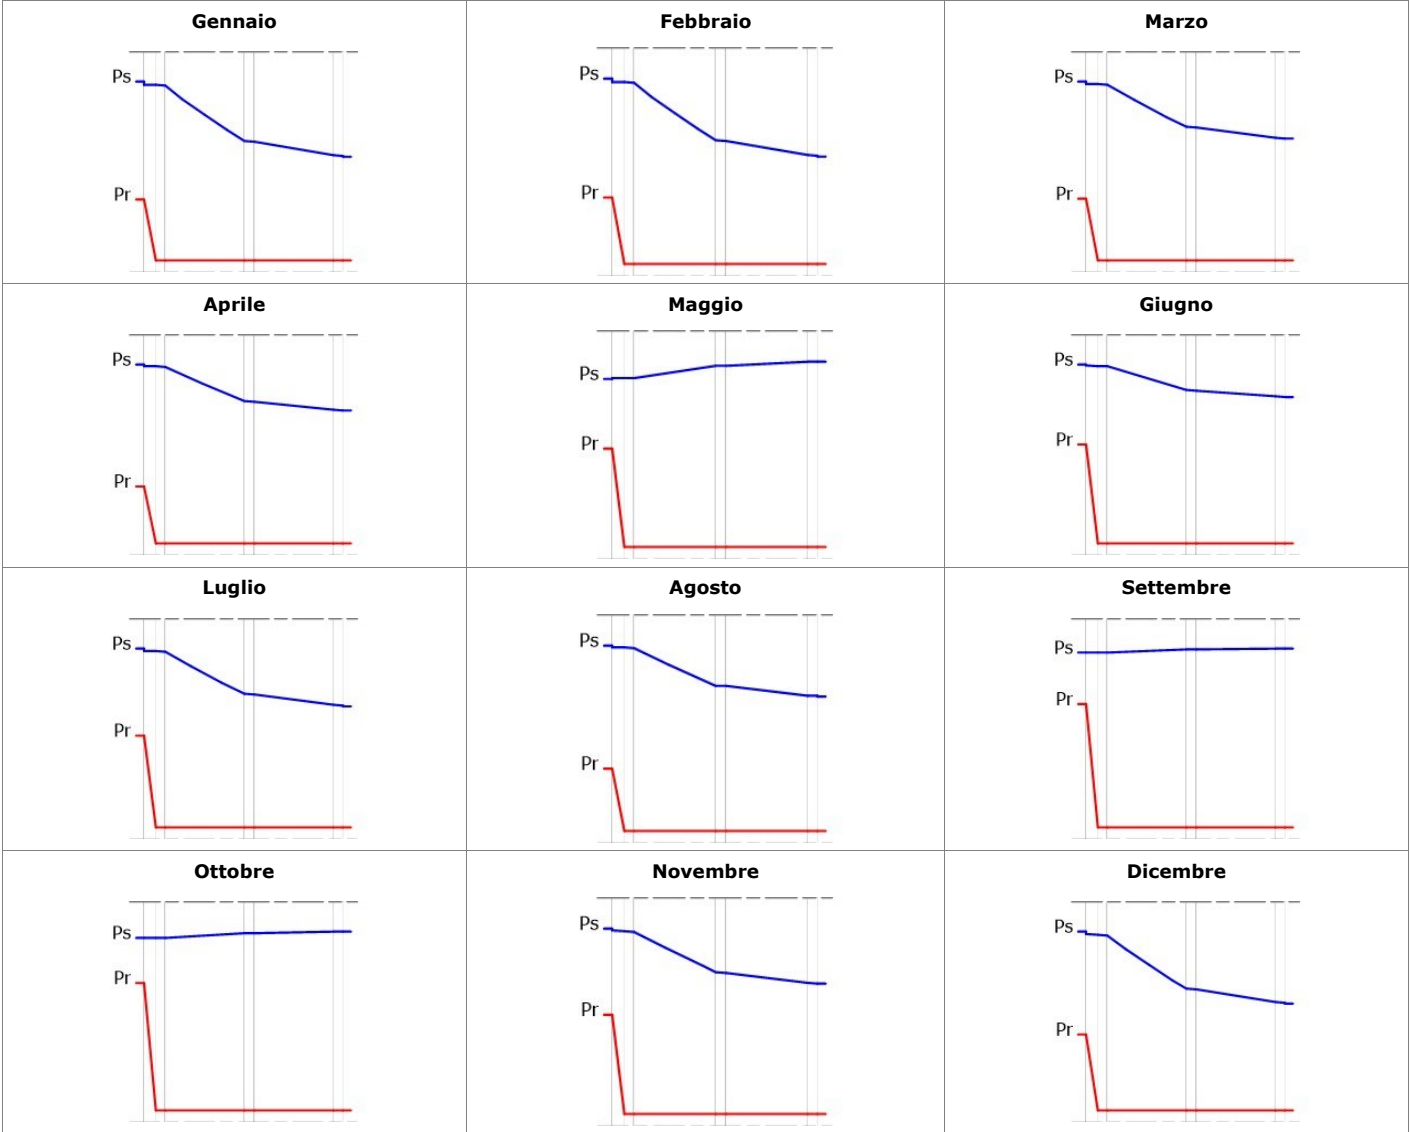 Gennaio
Febbraio
Marzo
Ps
Ps
Ps
Pr
Pr
Pr
Aprile
Maggio
Giugno
Ps
Ps
Ps
Pr
Pr
Pr
Luglio
Agosto
Settembre
Ps
Ps
Ps
Pr
Pr
Pr
Ottobre
Novembre
Dicembre
Ps
Ps
Ps
Pr
Pr
Pr